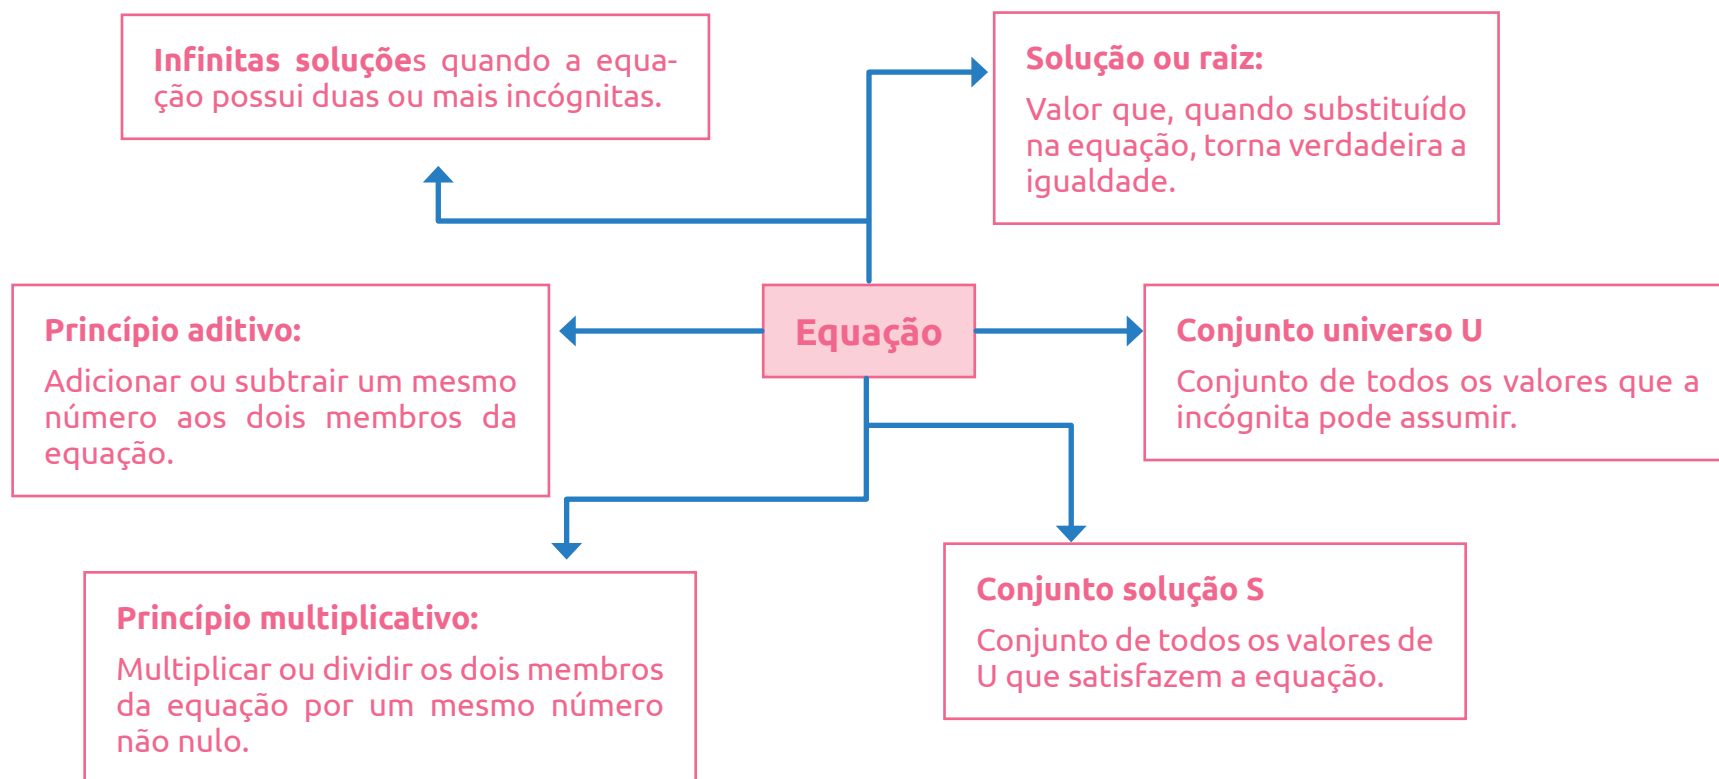 Infinitas soluções quando a equa-
ção possui duas ou mais incógnitas.
Solução ou raiz:
Valor que, quando substituído
na equação, torna verdadeira a
igualdade.
Princípio aditivo:
Adicionar ou subtrair um mesmo
número aos dois membros da
equação.
Equação
Conjunto universo U
Conjunto de todos os valores que a
incógnita pode assumir.
Princípio multiplicativo:
Multiplicar ou dividir os dois membros
da equação por um mesmo número
não nulo.
Conjunto solução S
Conjunto de todos os valores de
U que satisfazem a equação.